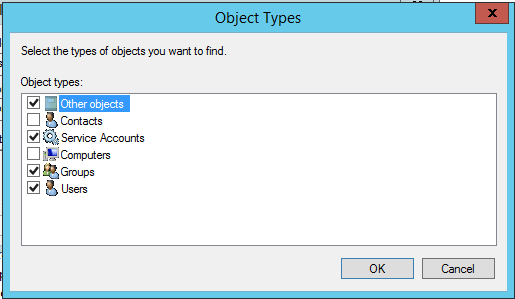 Object Types
x
Select the types of objects you want to find.
Object types:
Other objects
Contacts
Service Accounts
Computers
Groups
Users
OK
Cancel